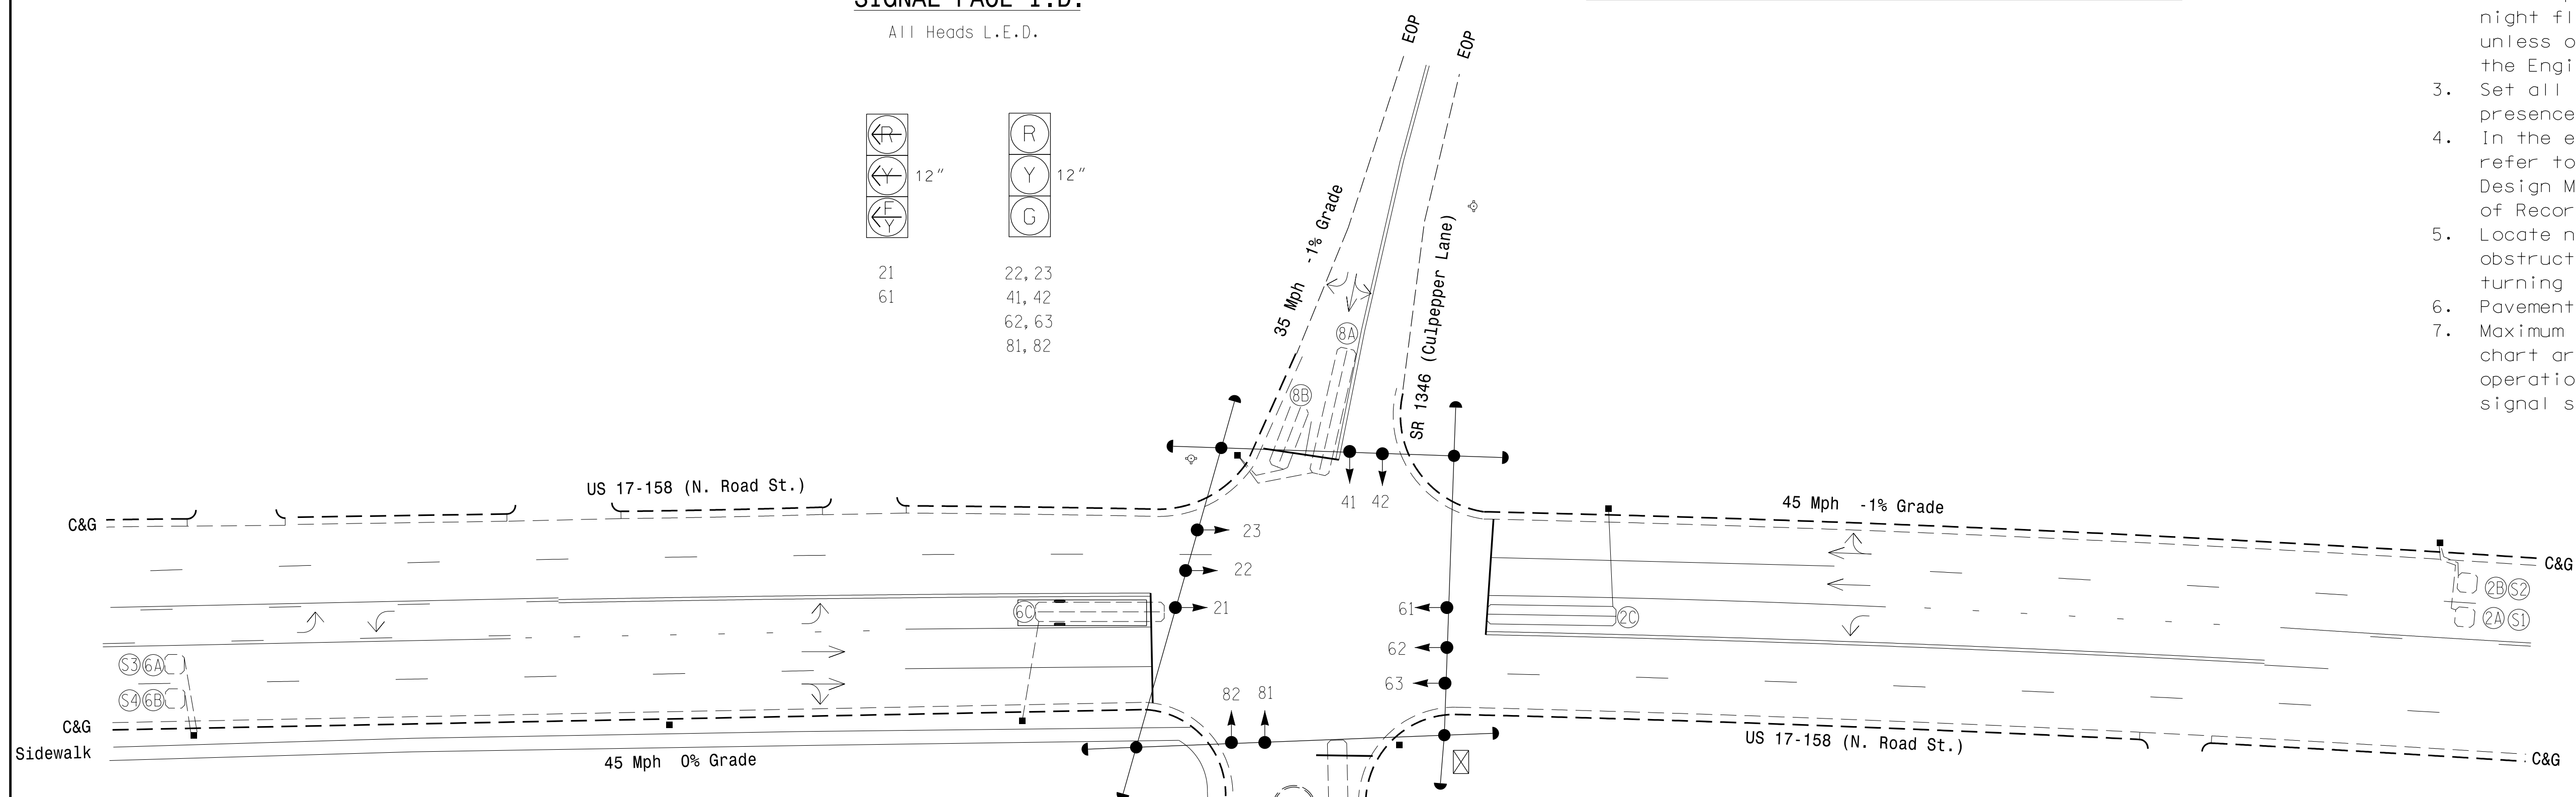 SIGNAL FACE I.D.
All Heads L.E.D.
R
Y
F
Y
12"
R
Y
G
12"
21
61
22, 23
41, 42
62, 63
81, 82
EOP
EOP
night fl
unless o
the Engi
3. Set all
presence
4. In the e
refer to
Design M
of Recor
5. Locate n
obstruct
turning
6. Pavement
7. Maximum
chart ar
operatio
signal s
35 Mph -1% Grade
SR 1346 (Culpepper Lane)
8A
8B
41 42
US 17-158 (N. Road St.)
C&G
23
22
21
6C
61
62
63
82 81
45 Mph -1% Grade
C&G
2B S2
2A S1
2C
S3 6A
S4 6B
C&G
Sidewalk
45 Mph 0% Grade
US 17-158 (N. Road St.)
C&G